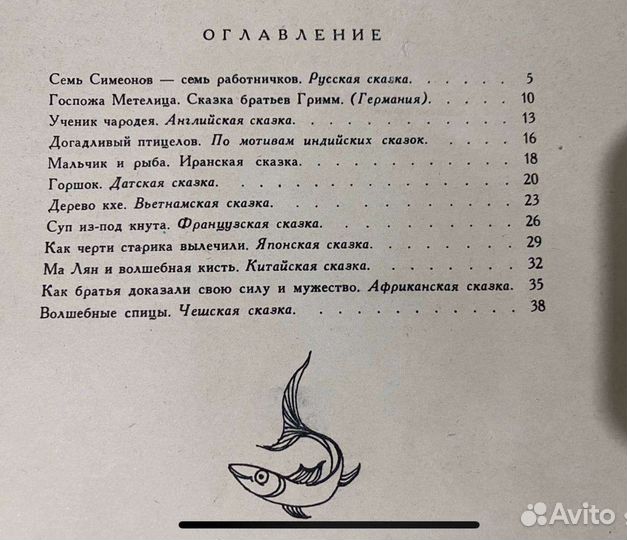 ОГЛАВЛЕНИЕ
Семь Симеонов — семь работничков. Русская сказка. . . . . . 5
Госпожа Метелица. Сказка братьев Гримм. (Германия). . . . . 10
Ученик чародея. Английская сказка. . . . . . . . . . . . 13
Догадливый птицелов. По мотивам индийских сказок. . . . . . 16
Мальчик и рыба. Иранская сказка. . . . . . . . . . . . 18
Горшок. Датская сказка. . . . . . . . . . . . . . . . 20
Дерево кхе. Вьетнамская сказка. . . . . . . . . . . . 23
Суп из-под кнута. Французская сказка. . . . . . . . . . 26
Как черти старика вылечили. Японская сказка. . . . . . . 29
Ма Лян и волшебная кисть. Китайская сказка. . . . . . . 32
Как братья доказали свою силу и мужество. Африканская сказка. 35
Волшебные спицы. Чешская сказка. . . . . . . . . . . . 38
Avito